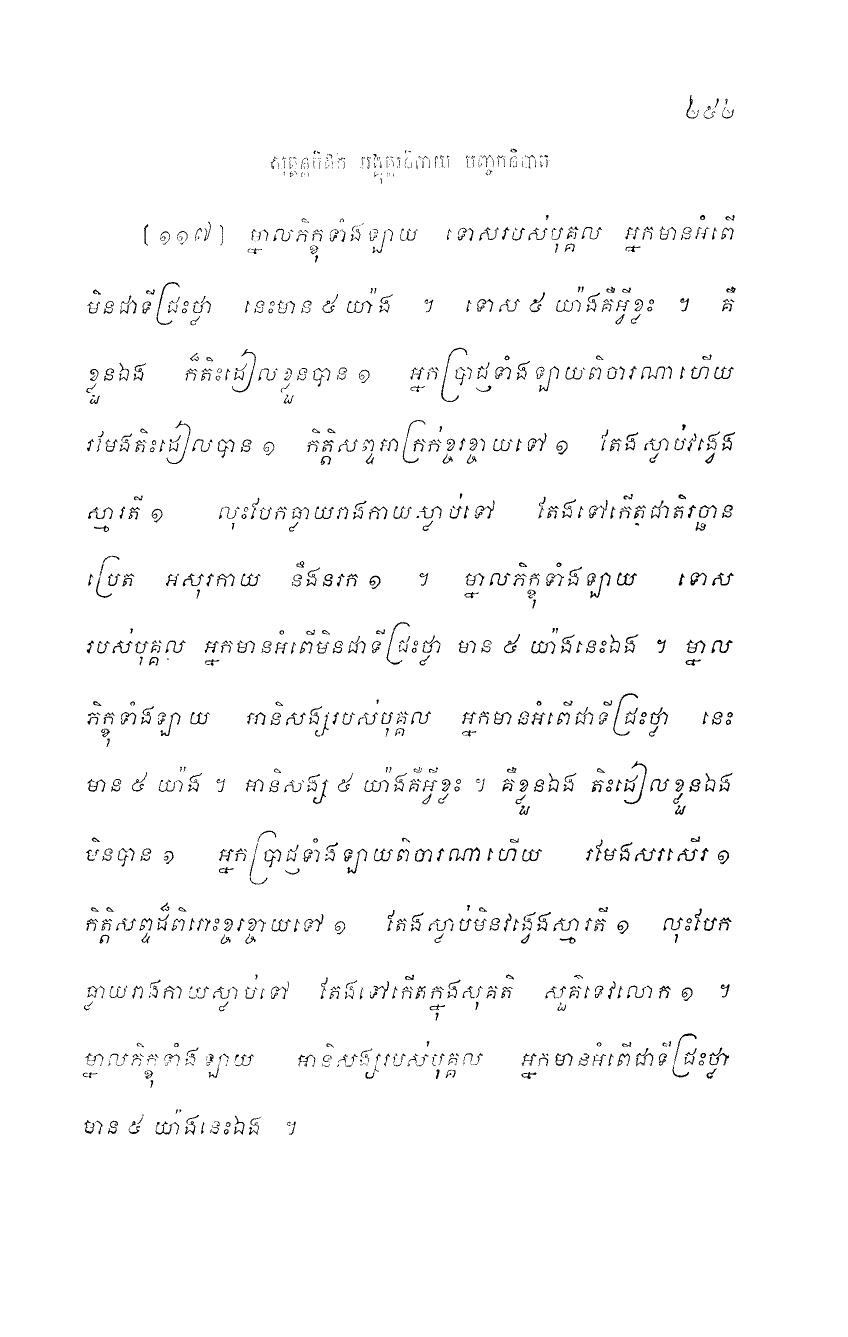 ២៥២
សុត្តន្តបិដក អង្គុត្តរនិកាយ បញ្ចកនិបាត
[១១៧] ម្នាលភិក្ខុទាំងឡាយ ទោសរបស់បុគ្គល អ្នកមានអំពើ
មិនជាទីជ្រះថ្លា នេះមាន ៥ យ៉ាង ។ ទោស ៥ យ៉ាងគឺអ្វីខ្លះ ។ គឺ
ខ្លួនឯង ក៏តិះដៀលខ្លួនបាន ១ អ្នកប្រាជ្ញទាំងឡាយពិចារណាហើយ
រមែងតិះដៀលបាន ១ កិត្តិសព្ទអាក្រក់ខ្ចរខ្ចាយទៅ ១ តែងស្លាប់វង្វេង
ស្មារតី ១ លុះបែកធ្លាយរាងកាយស្លាប់ទៅ តែងទៅកើតជាតិរច្ឆាន
ប្រេត អសុរកាយ នឹងនរក ១ ។ ម្នាលភិក្ខុទាំងឡាយ ទោស
របស់បុគ្គល អ្នកមានអំពើមិនជាទីជ្រះថ្លា មាន ៥ យ៉ាងនេះឯង ។ ម្នាល
ភិក្ខុទាំងឡាយ អានិសង្សរបស់បុគ្គល អ្នកមានអំពើជាទីជ្រះថ្លា នេះ
មាន ៥ យ៉ាង ។ អានិសង្ស ៥ យ៉ាងគឺអ្វីខ្លះ ។ គឺខ្លួនឯង តិះដៀលខ្លួនឯង
មិនបាន ១ អ្នកប្រាជ្ញទាំងឡាយពិចារណាហើយ រមែងសរសើរ ១
កិត្តិសព្ទដ៏ពិរោះខ្ចរខ្ចាយទៅ ១ តែងស្លាប់មិនវង្វេងស្មារតី ១ លុះបែក
ធ្លាយរាងកាយស្លាប់ទៅ តែងទៅកើតក្នុងសុគតិ សួគ៌ទេវលោក ១ ។
ម្នាលភិក្ខុទាំងឡាយ អានិសង្សរបស់បុគ្គល អ្នកមានអំពើជាទីជ្រះថ្លា
មាន ៥ យ៉ាងនេះឯង ។